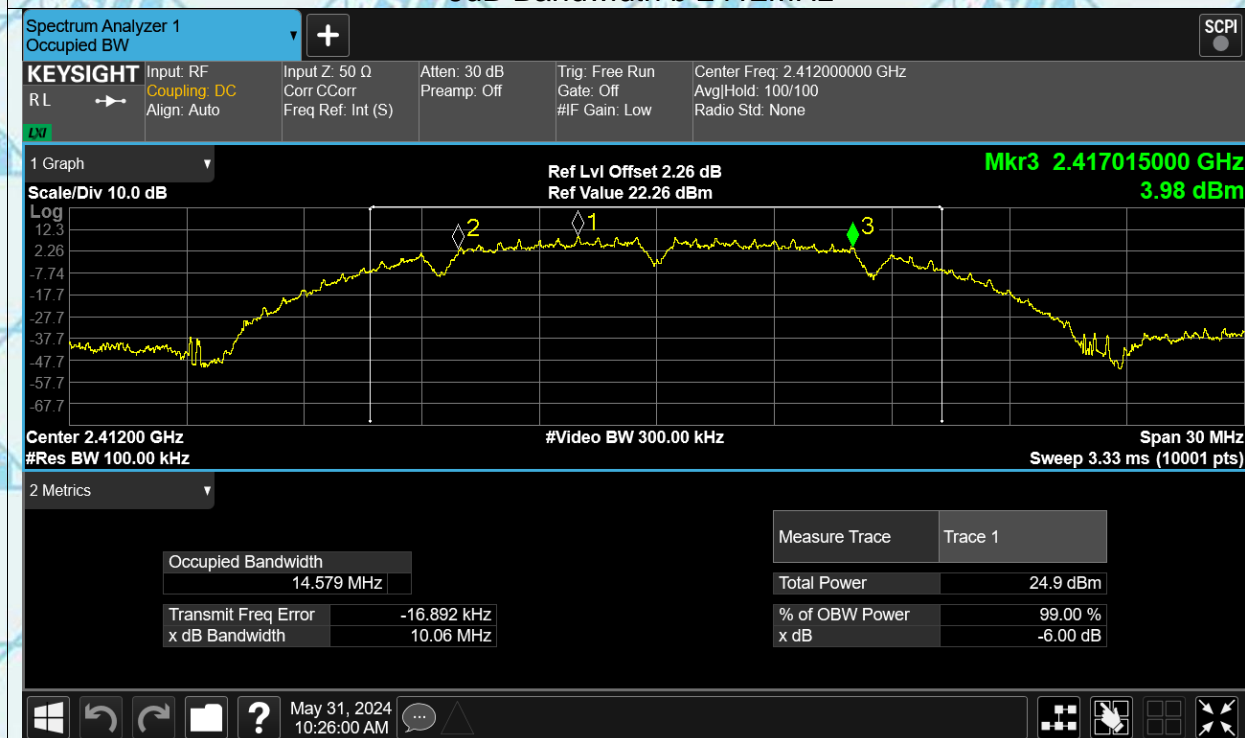 Spectrum Analyzer 1
Occupied BW
+
SCPI
KEYSIGHT
R L
LXI
Input: RF
Coupling: DC
Align: Auto
Input Z: 50 Ω
Corr CCorr
Freq Ref: Int (S)
Atten: 30 dB
Preamp: Off
Trig: Free Run
Gate: Off
#IF Gain: Low
Center Freq: 2.412000000 GHz
Avg|Hold: 100/100
Radio Std: None
1 Graph
Scale/Div 10.0 dB
Log
Ref Lvl Offset 2.26 dB
Ref Value 22.26 dBm
Mkr3 2.417015000 GHz
3.98 dBm
12.3
2.26
-7.74
-17.7
-27.7
-37.7
-47.7
-57.7
-67.7
2
1
3
Center 2.41200 GHz
#Res BW 100.00 kHz
#Video BW 300.00 kHz
Span 30 MHz
Sweep 3.33 ms (10001 pts)
2 Metrics
Occupied Bandwidth
14.579 MHz
Transmit Freq Error -16.892 kHz
x dB Bandwidth 10.06 MHz
Measure Trace Trace 1
Total Power 24.9 dBm
% of OBW Power 99.00 %
x dB -6.00 dB
?
May 31, 2024
10:26:00 AM